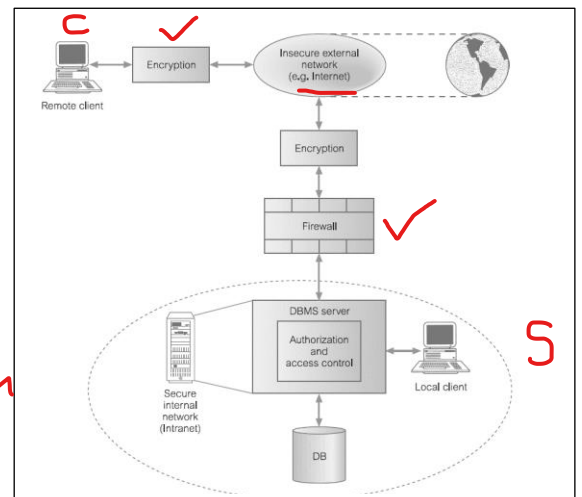 C
Encryption
Insecure external
network
(e.g. Internet)
Remote client
Encryption
Firewall
DBMS server
Authorization
and
access control
Secure
internal
network
(Intranet)
Local client
S
DB